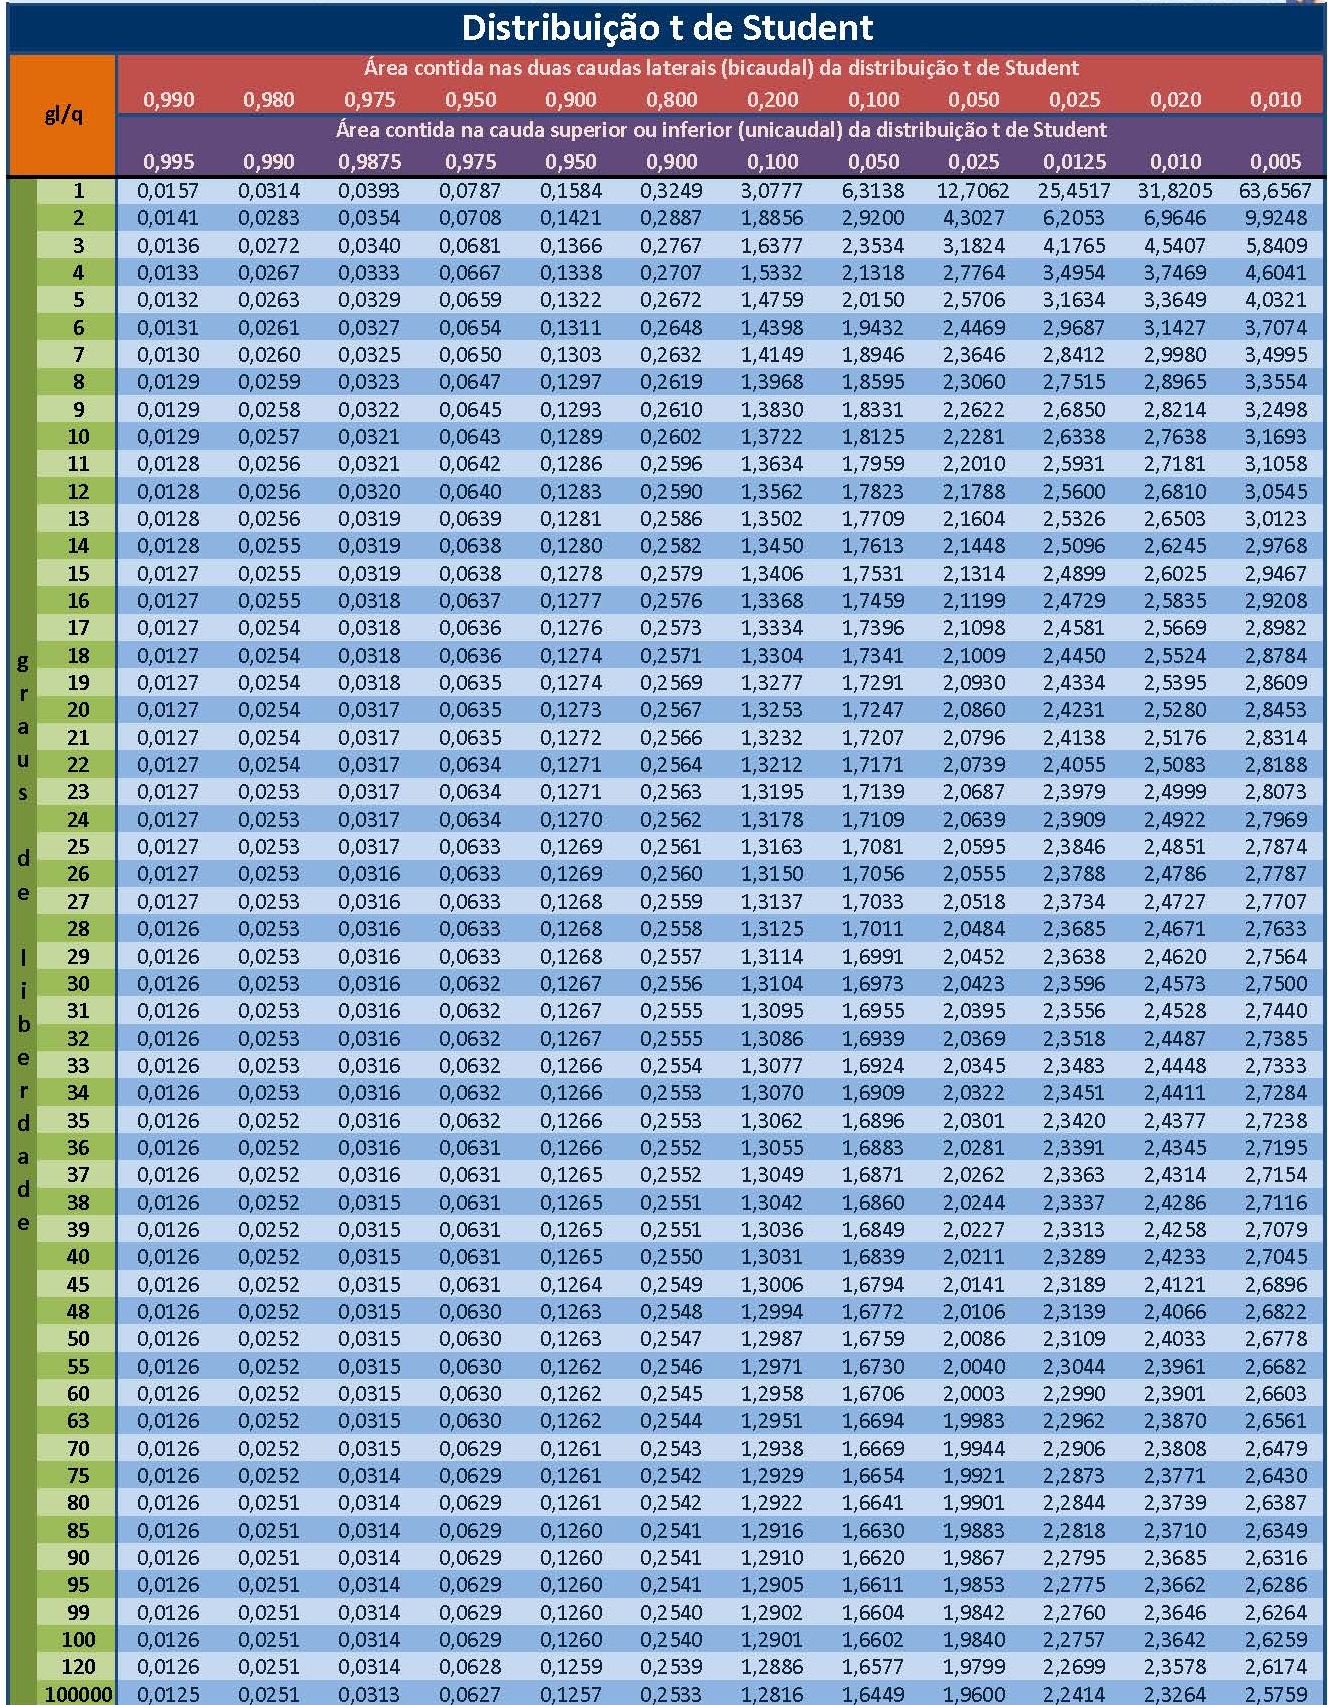 Distribuição t de Student
gl/q
Área contida nas duas caudas laterais (bicaudal) da distribuição t de Student
0,990 0,980 0,975 0,950 0,900 0,800 0,200 0,100 0,050 0,025 0,020 0,010
Área contida na cauda superior ou inferior (unicaudal) da distribuição t de Student
0,995 0,990 0,9875 0,975 0,950 0,900 0,100 0,050 0,025 0,0125 0,010 0,005
graus de liberdade
1 0,0157 0,0314 0,0393 0,0787 0,1584 0,3249 3,0777 6,3138 12,7062 25,4517 31,8205 63,6567
2 0,0141 0,0283 0,0354 0,0708 0,1421 0,2887 1,8856 2,9200 4,3027 6,2053 6,9646 9,9248
3 0,0136 0,0272 0,0340 0,0681 0,1366 0,2767 1,6377 2,3534 3,1824 4,1765 4,5407 5,8409
4 0,0133 0,0267 0,0333 0,0667 0,1338 0,2707 1,5332 2,1318 2,7764 3,4954 3,7469 4,6041
5 0,0132 0,0263 0,0329 0,0659 0,1322 0,2672 1,4759 2,0150 2,5706 3,1634 3,3649 4,0321
6 0,0131 0,0261 0,0327 0,0654 0,1311 0,2648 1,4398 1,9432 2,4469 2,9687 3,1427 3,7074
7 0,0130 0,0260 0,0325 0,0650 0,1303 0,2632 1,4149 1,8946 2,3646 2,8412 2,9980 3,4995
8 0,0129 0,0259 0,0323 0,0647 0,1297 0,2619 1,3968 1,8595 2,3060 2,7515 2,8965 3,3554
9 0,0129 0,0258 0,0322 0,0645 0,1293 0,2610 1,3830 1,8331 2,2622 2,6850 2,8214 3,2498
10 0,0129 0,0257 0,0321 0,0643 0,1289 0,2602 1,3722 1,8125 2,2281 2,6338 2,7638 3,1693
11 0,0128 0,0256 0,0321 0,0642 0,1286 0,2596 1,3634 1,7959 2,2010 2,5931 2,7181 3,1058
12 0,0128 0,0256 0,0320 0,0640 0,1283 0,2590 1,3562 1,7823 2,1788 2,5600 2,6810 3,0545
13 0,0128 0,0256 0,0319 0,0639 0,1281 0,2586 1,3502 1,7709 2,1604 2,5326 2,6503 3,0123
14 0,0128 0,0255 0,0319 0,0638 0,1280 0,2582 1,3450 1,7613 2,1448 2,5096 2,6245 2,9768
15 0,0127 0,0255 0,0319 0,0638 0,1278 0,2579 1,3406 1,7531 2,1314 2,4899 2,6025 2,9467
16 0,0127 0,0255 0,0318 0,0637 0,1277 0,2576 1,3368 1,7459 2,1199 2,4729 2,5835 2,9208
17 0,0127 0,0254 0,0318 0,0636 0,1276 0,2573 1,3334 1,7396 2,1098 2,4581 2,5669 2,8982
18 0,0127 0,0254 0,0318 0,0636 0,1274 0,2571 1,3304 1,7341 2,1009 2,4450 2,5524 2,8784
19 0,0127 0,0254 0,0318 0,0635 0,1274 0,2569 1,3277 1,7291 2,0930 2,4334 2,5395 2,8609
20 0,0127 0,0254 0,0317 0,0635 0,1273 0,2567 1,3253 1,7247 2,0860 2,4231 2,5280 2,8453
21 0,0127 0,0254 0,0317 0,0635 0,1272 0,2566 1,3232 1,7207 2,0796 2,4138 2,5176 2,8314
22 0,0127 0,0254 0,0317 0,0634 0,1271 0,2564 1,3212 1,7171 2,0739 2,4055 2,5083 2,8188
23 0,0127 0,0253 0,0317 0,0634 0,1271 0,2563 1,3195 1,7139 2,0687 2,3979 2,4999 2,8073
24 0,0127 0,0253 0,0317 0,0634 0,1270 0,2562 1,3178 1,7109 2,0639 2,3909 2,4922 2,7969
25 0,0127 0,0253 0,0317 0,0633 0,1269 0,2561 1,3163 1,7081 2,0595 2,3846 2,4851 2,7874
26 0,0127 0,0253 0,0316 0,0633 0,1269 0,2560 1,3150 1,7056 2,0555 2,3788 2,4786 2,7787
27 0,0127 0,0253 0,0316 0,0633 0,1268 0,2559 1,3137 1,7033 2,0518 2,3734 2,4727 2,7707
28 0,0126 0,0253 0,0316 0,0633 0,1268 0,2558 1,3125 1,7011 2,0484 2,3685 2,4671 2,7633
29 0,0126 0,0253 0,0316 0,0633 0,1268 0,2557 1,3114 1,6991 2,0452 2,3638 2,4620 2,7564
30 0,0126 0,0253 0,0316 0,0632 0,1267 0,2556 1,3104 1,6973 2,0423 2,3596 2,4573 2,7500
31 0,0126 0,0253 0,0316 0,0632 0,1267 0,2555 1,3095 1,6955 2,0395 2,3556 2,4528 2,7440
32 0,0126 0,0253 0,0316 0,0632 0,1267 0,2555 1,3086 1,6939 2,0369 2,3518 2,4487 2,7385
33 0,0126 0,0253 0,0316 0,0632 0,1266 0,2554 1,3077 1,6924 2,0345 2,3483 2,4448 2,7333
34 0,0126 0,0253 0,0316 0,0632 0,1266 0,2553 1,3070 1,6909 2,0322 2,3451 2,4411 2,7284
35 0,0126 0,0252 0,0316 0,0632 0,1266 0,2553 1,3062 1,6896 2,0301 2,3420 2,4377 2,7238
36 0,0126 0,0252 0,0316 0,0631 0,1266 0,2552 1,3055 1,6883 2,0281 2,3391 2,4345 2,7195
37 0,0126 0,0252 0,0316 0,0631 0,1265 0,2552 1,3049 1,6871 2,0262 2,3363 2,4314 2,7154
38 0,0126 0,0252 0,0315 0,0631 0,1265 0,2551 1,3042 1,6860 2,0244 2,3337 2,4286 2,7116
39 0,0126 0,0252 0,0315 0,0631 0,1265 0,2551 1,3036 1,6849 2,0227 2,3313 2,4258 2,7079
40 0,0126 0,0252 0,0315 0,0631 0,1265 0,2550 1,3031 1,6839 2,0211 2,3289 2,4233 2,7045
45 0,0126 0,0252 0,0315 0,0631 0,1264 0,2549 1,3006 1,6794 2,0141 2,3189 2,4121 2,6896
48 0,0126 0,0252 0,0315 0,0630 0,1263 0,2548 1,2994 1,6772 2,0106 2,3139 2,4066 2,6822
50 0,0126 0,0252 0,0315 0,0630 0,1263 0,2547 1,2987 1,6759 2,0086 2,3109 2,4033 2,6778
55 0,0126 0,0252 0,0315 0,0630 0,1262 0,2546 1,2971 1,6730 2,0040 2,3044 2,3961 2,6682
60 0,0126 0,0252 0,0315 0,0630 0,1262 0,2545 1,2958 1,6706 2,0003 2,2990 2,3901 2,6603
63 0,0126 0,0252 0,0315 0,0630 0,1262 0,2544 1,2951 1,6694 1,9983 2,2962 2,3870 2,6561
70 0,0126 0,0252 0,0315 0,0629 0,1261 0,2543 1,2938 1,6669 1,9944 2,2906 2,3808 2,6479
75 0,0126 0,0252 0,0314 0,0629 0,1261 0,2542 1,2929 1,6654 1,9921 2,2873 2,3771 2,6430
80 0,0126 0,0251 0,0314 0,0629 0,1261 0,2542 1,2922 1,6641 1,9901 2,2844 2,3739 2,6387
85 0,0126 0,0251 0,0314 0,0629 0,1260 0,2541 1,2916 1,6630 1,9883 2,2818 2,3710 2,6349
90 0,0126 0,0251 0,0314 0,0629 0,1260 0,2541 1,2910 1,6620 1,9867 2,2795 2,3685 2,6316
95 0,0126 0,0251 0,0314 0,0629 0,1260 0,2541 1,2905 1,6611 1,9853 2,2775 2,3662 2,6286
99 0,0126 0,0251 0,0314 0,0629 0,1260 0,2540 1,2902 1,6604 1,9842 2,2760 2,3646 2,6264
100 0,0126 0,0251 0,0314 0,0629 0,1260 0,2540 1,2901 1,6602 1,9840 2,2757 2,3642 2,6259
120 0,0126 0,0251 0,0314 0,0628 0,1259 0,2539 1,2886 1,6577 1,9799 2,2699 2,3578 2,6174
100000 0,0125 0,0251 0,0313 0,0627 0,1257 0,2533 1,2816 1,6449 1,9600 2,2414 2,3264 2,5759